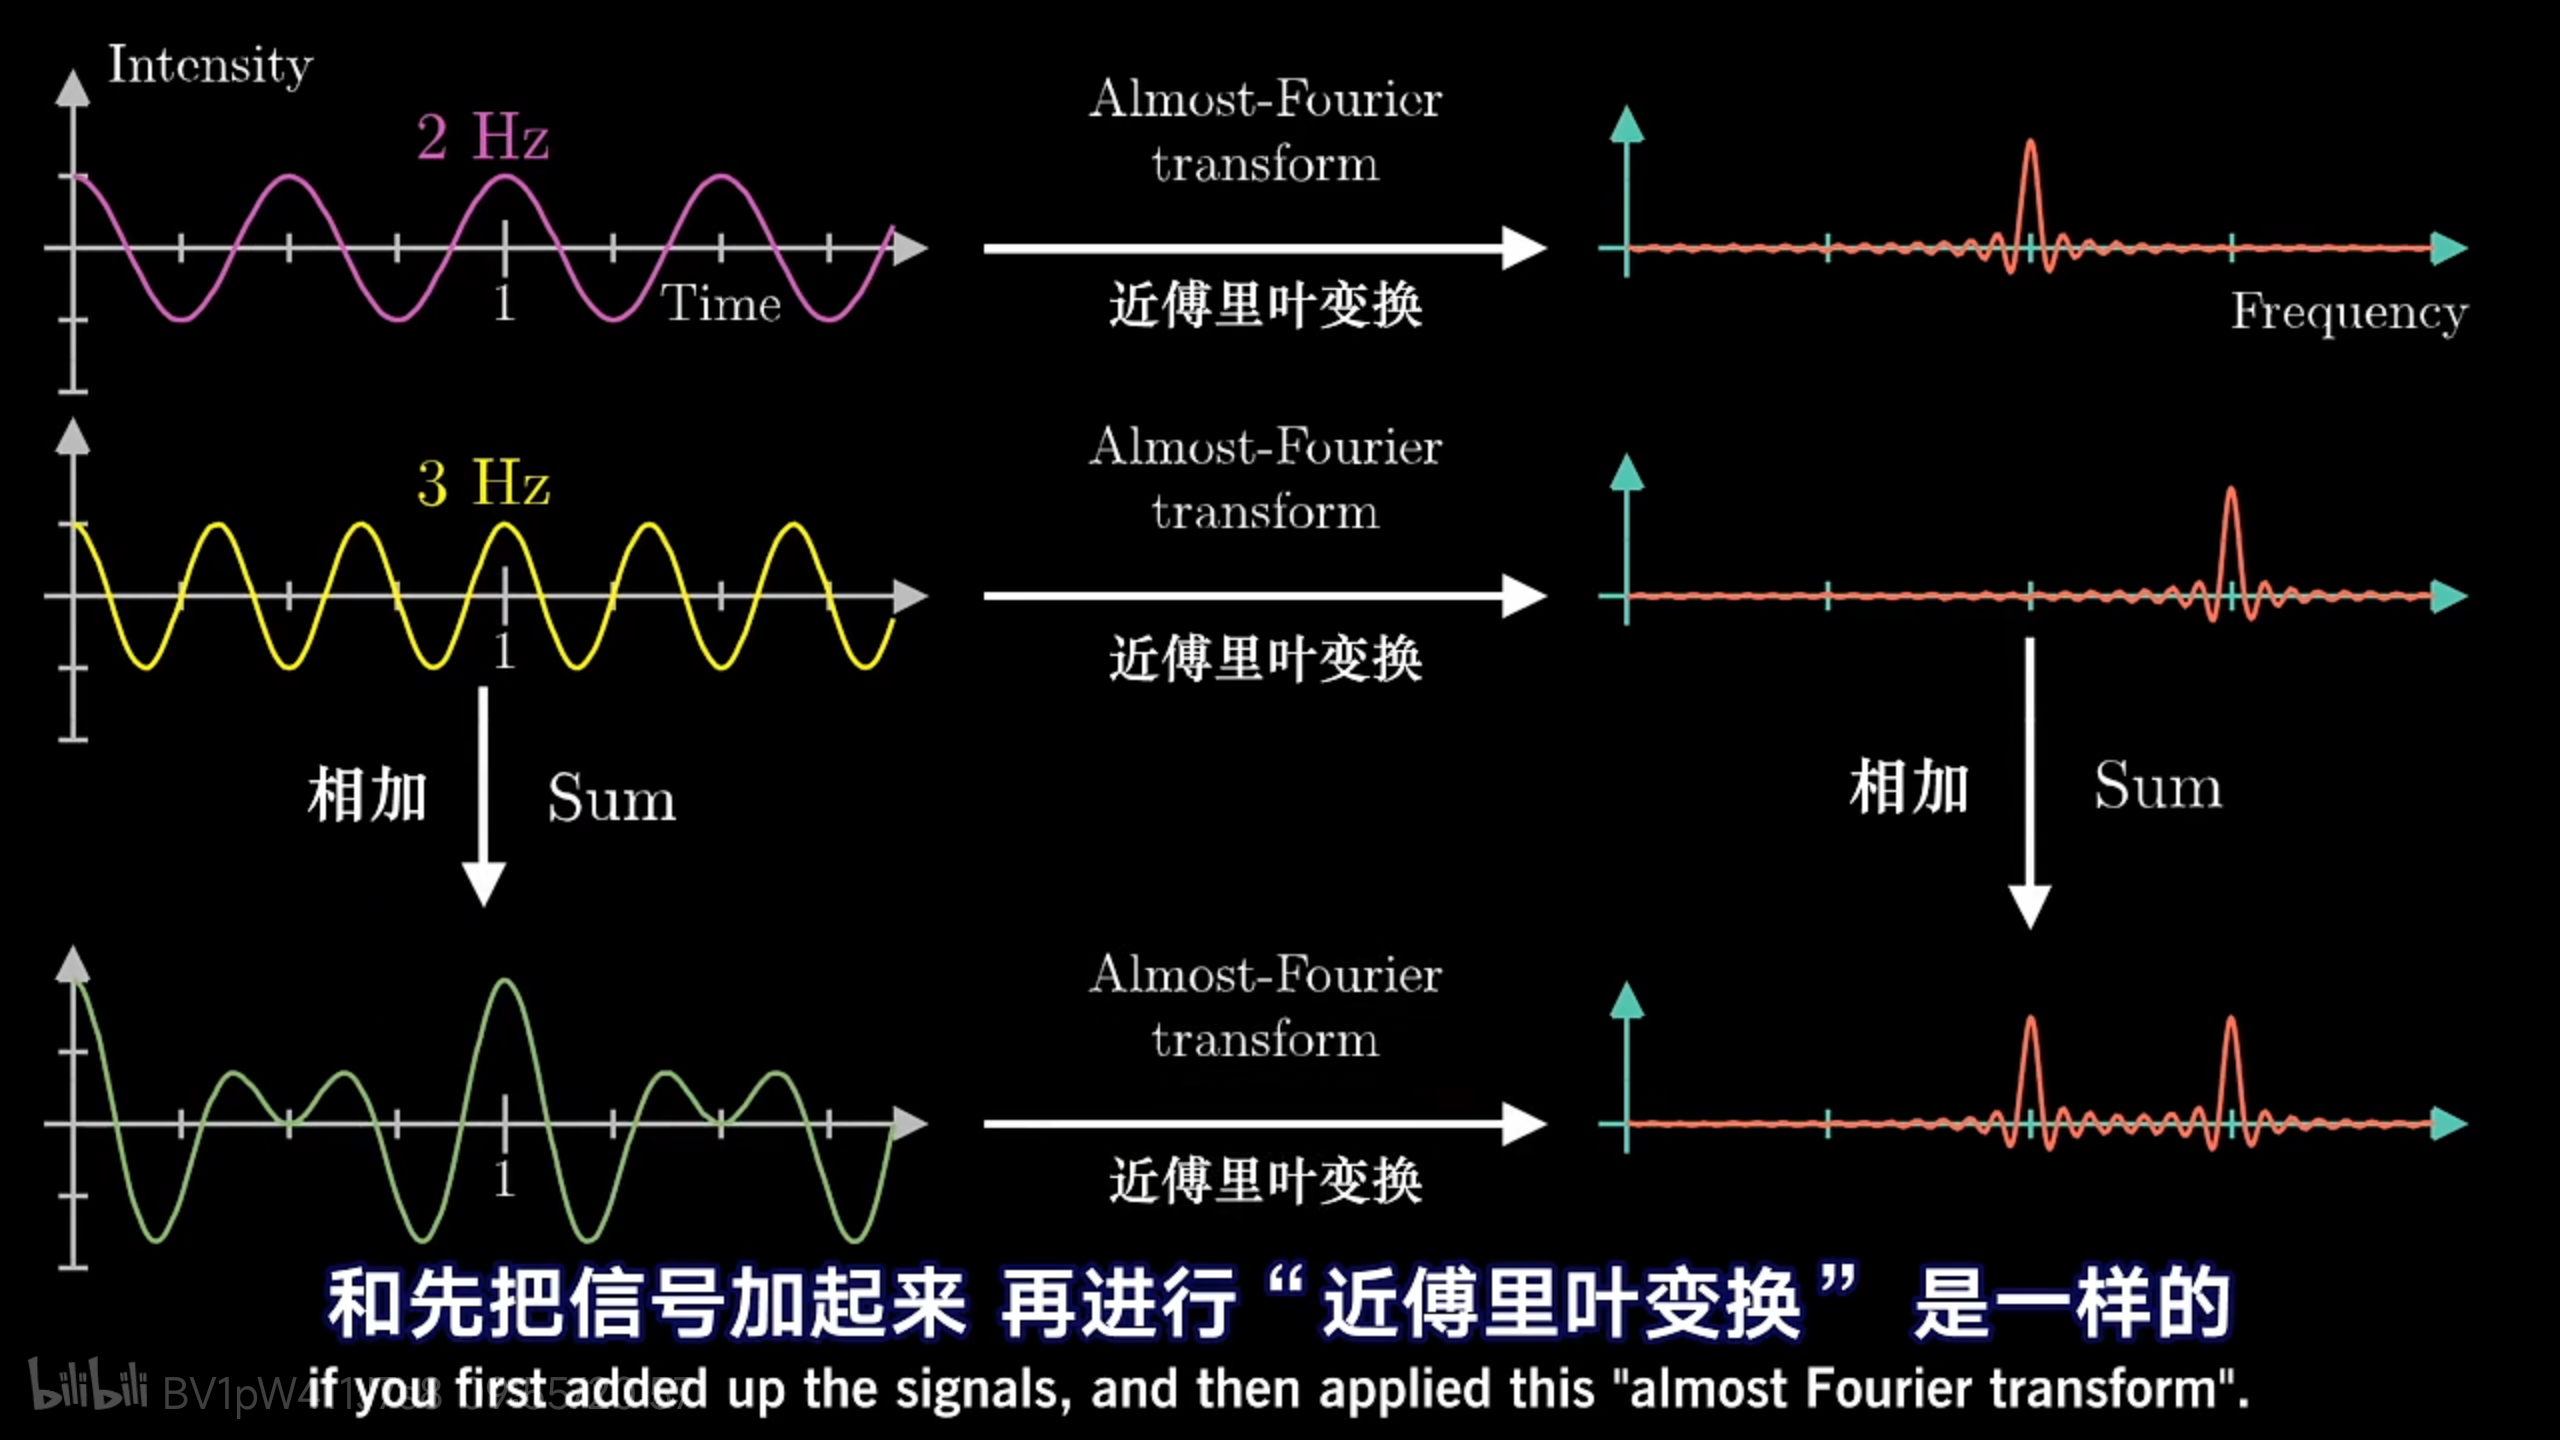 Intensity
2 Hz
1
Time
Almost-Fourier
transform
近傅里叶变换
Frequency
3 Hz
1
Almost-Fourier
transform
近傅里叶变换
相加 Sum
相加 Sum
1
Almost-Fourier
transform
近傅里叶变换
和先把信号加起来 再进行“近傅里叶变换” 是一样的
if you first added up the signals, and then applied this "almost Fourier transform".
bilibili